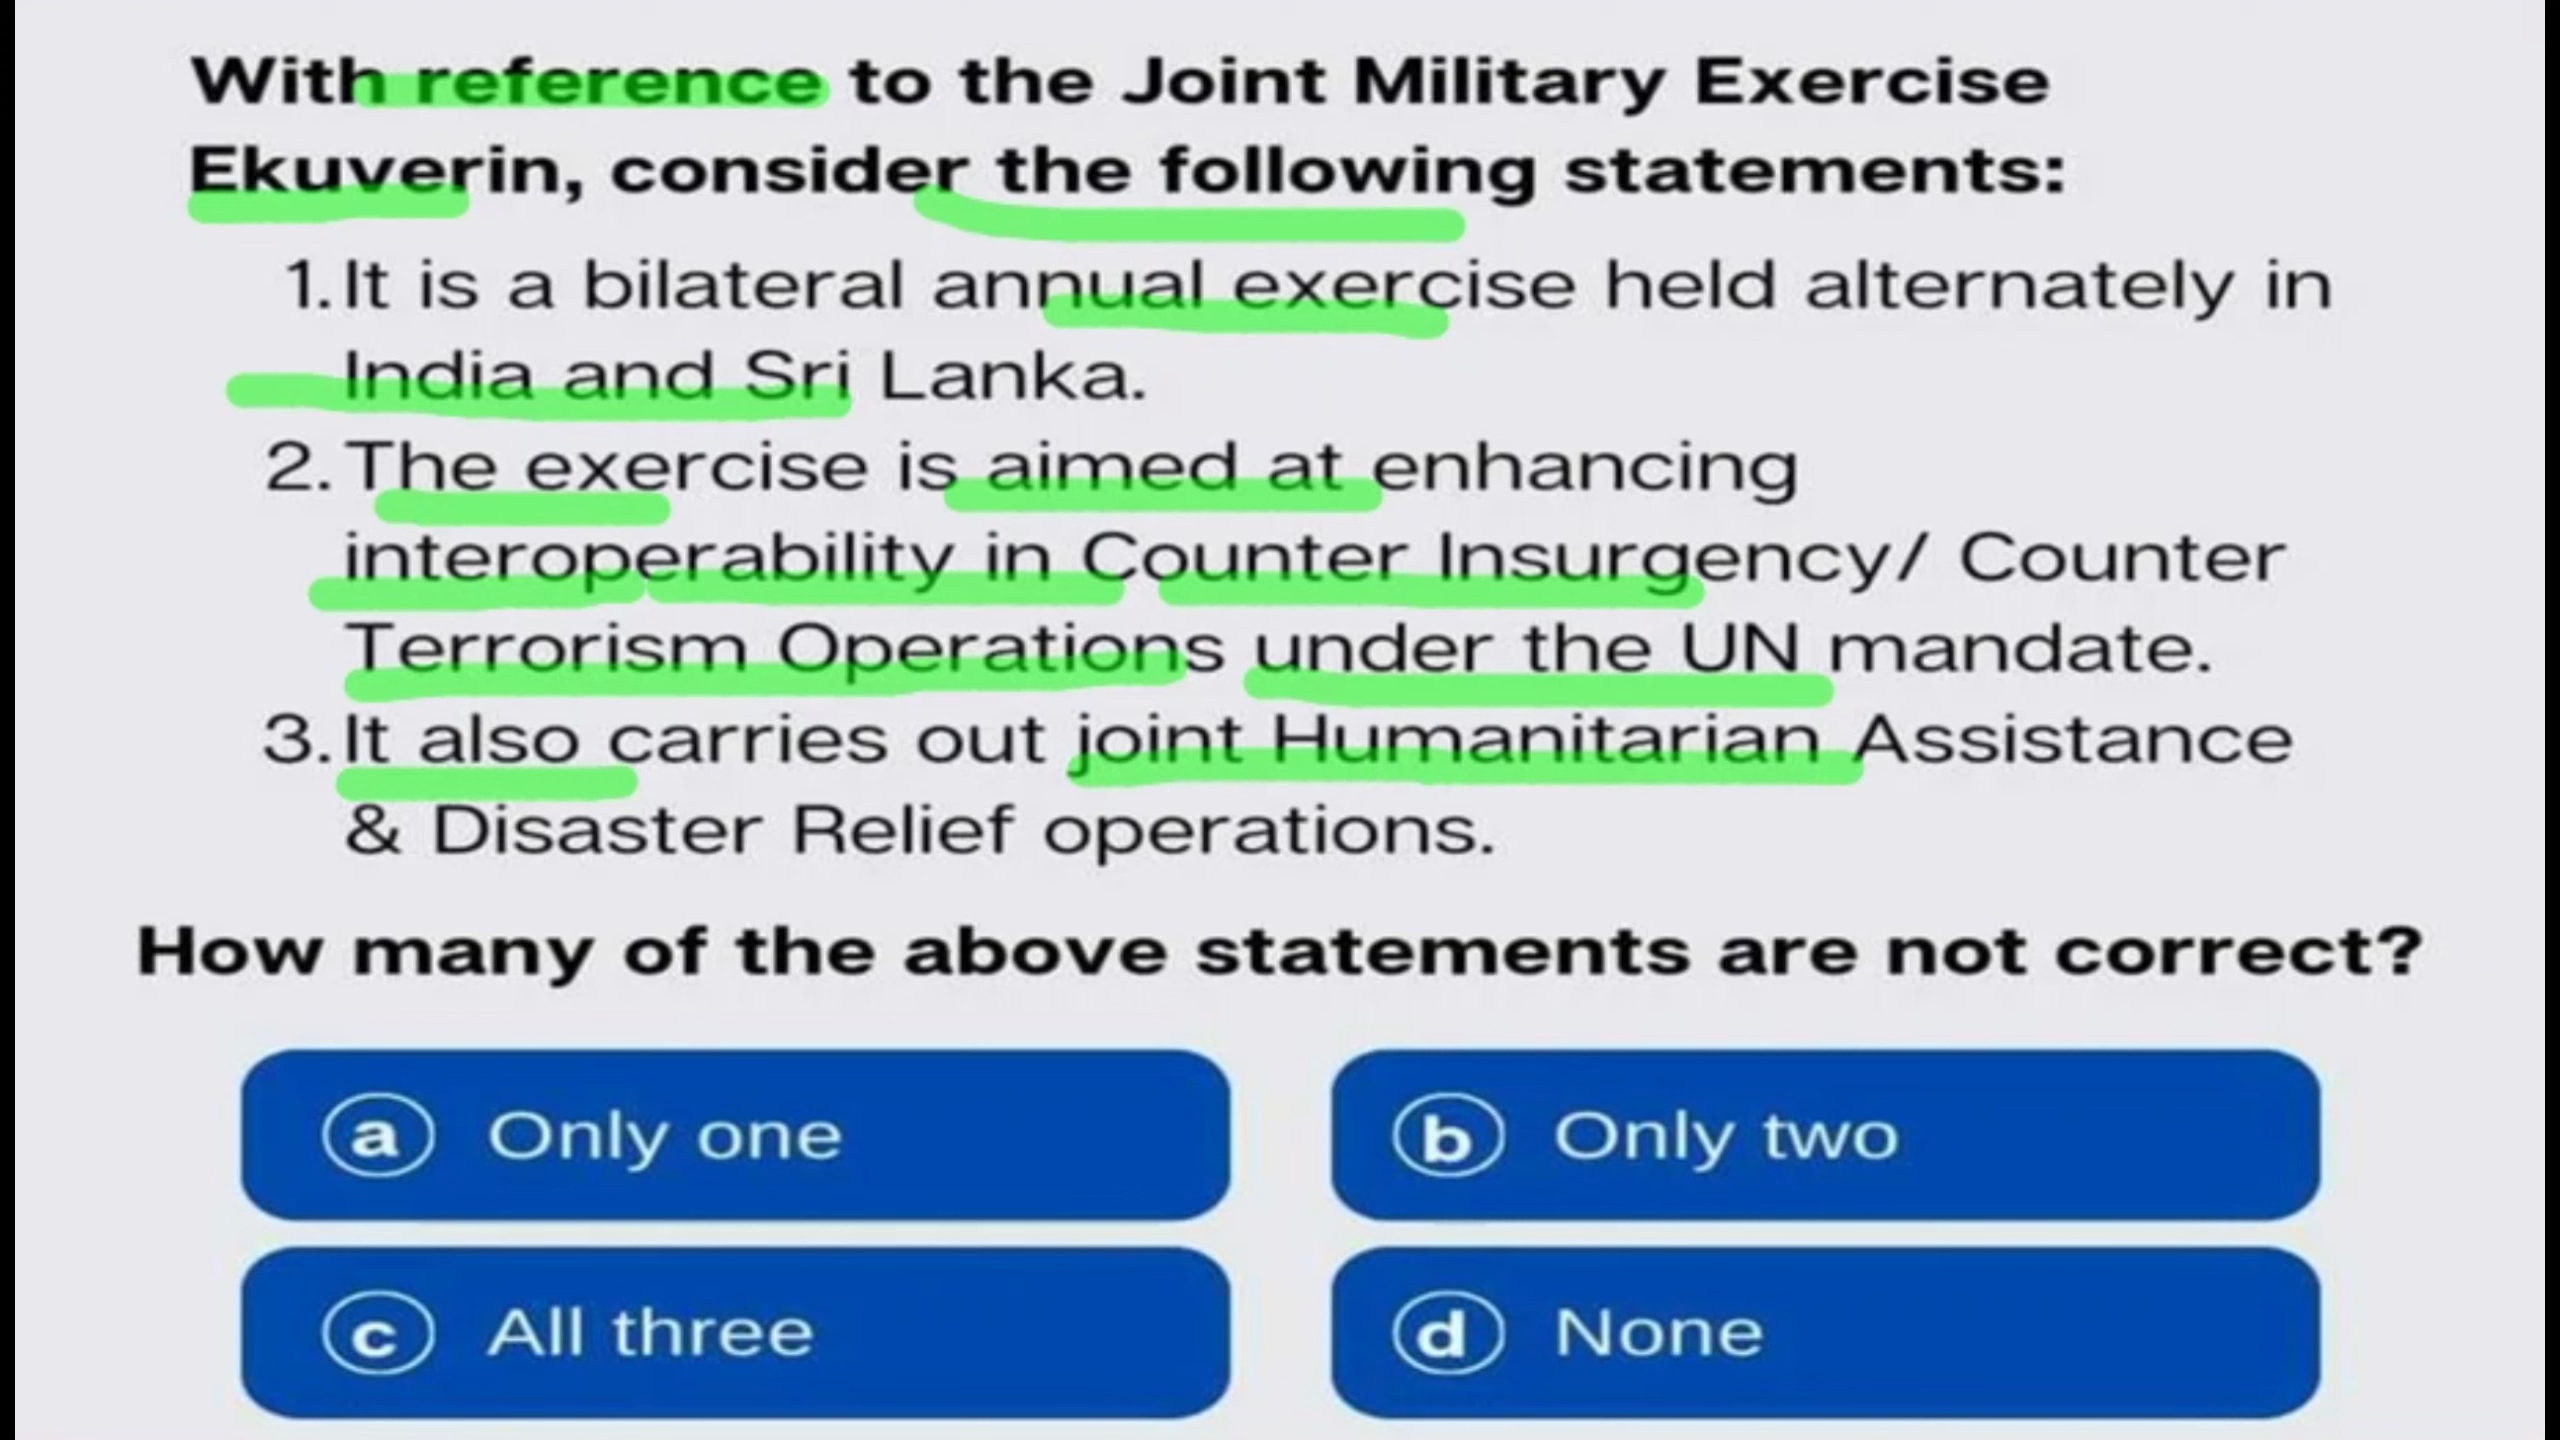 With reference to the Joint Military Exercise
Ekuverin, consider the following statements:
1. It is a bilateral annual exercise held alternately in
India and Sri Lanka.
2. The exercise is aimed at enhancing
interoperability in Counter Insurgency/ Counter
Terrorism Operations under the UN mandate.
3. It also carries out joint Humanitarian Assistance
& Disaster Relief operations.
How many of the above statements are not correct?
a Only one
b Only two
c All three
d None